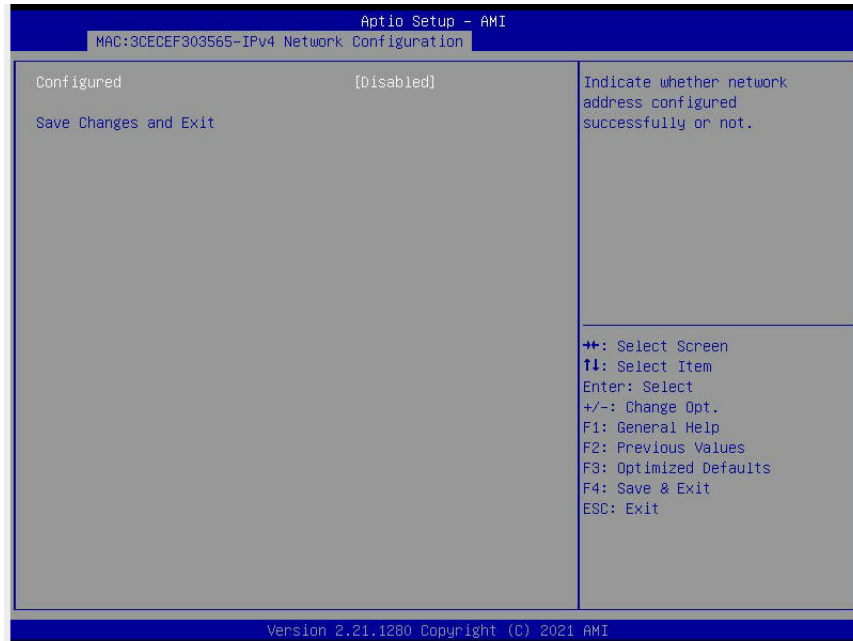 Aptio Setup – AMI
MAC:3CECEF303565-IPv4 Network Configuration
Configured [Disabled]
Save Changes and Exit
Indicate whether network
address configured
successfully or not.
→←: Select Screen
↑↓: Select Item
Enter: Select
+/-: Change Opt.
F1: General Help
F2: Previous Values
F3: Optimized Defaults
F4: Save & Exit
ESC: Exit
Version 2.21.1280 Copyright (C) 2021 AMI